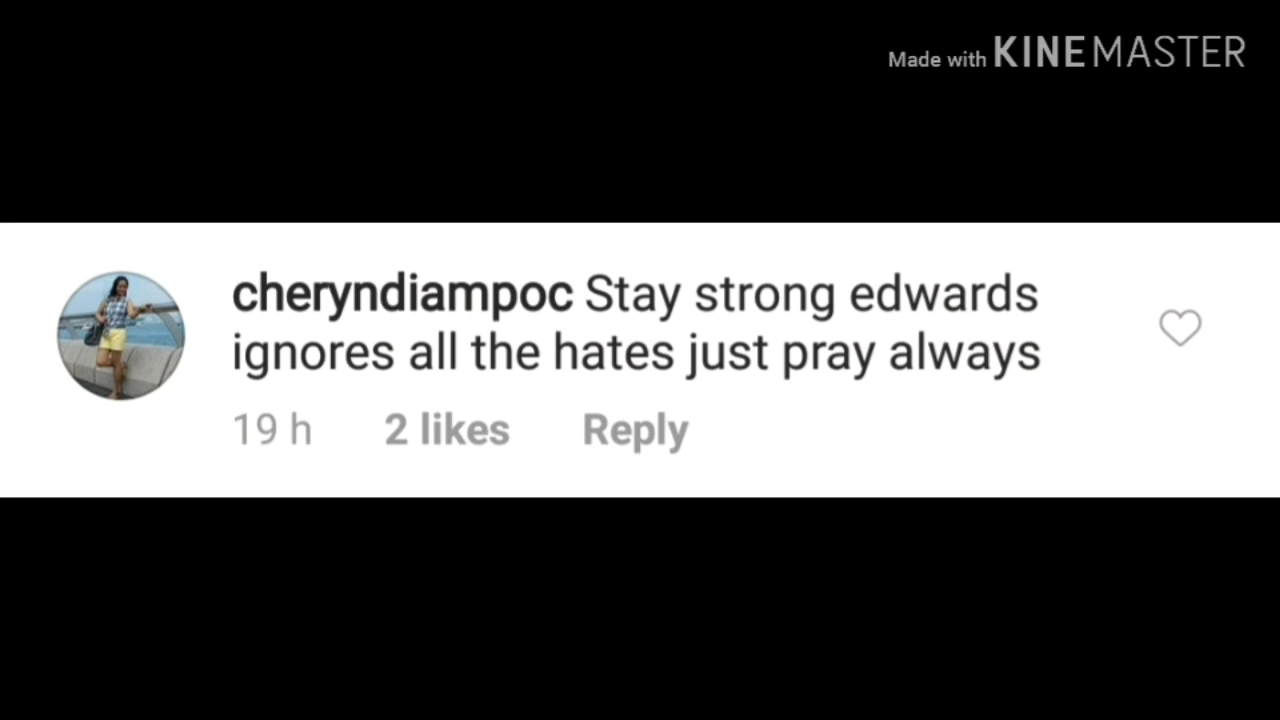 Made with KINEMASTER
cheryndiampoc Stay strong edwards
ignores all the hates just pray always
19 h 2 likes Reply